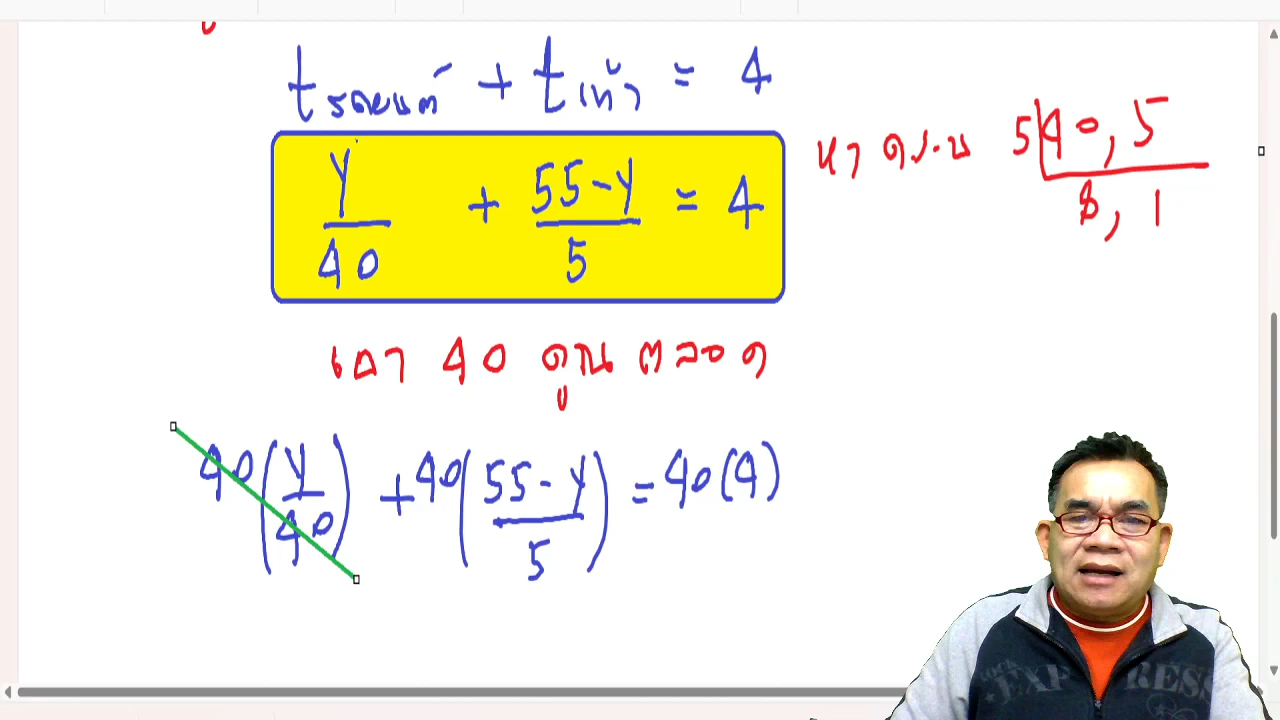 t รถยนต์ + t เท้า = 4
y/40 + (55-y)/5 = 4
หา ค.ร.น 5 | 40, 5
8, 1
เอา 40 คูณ ตลอด
40(y/40) + 40((55-y)/5) = 40(4)
EXPRESS